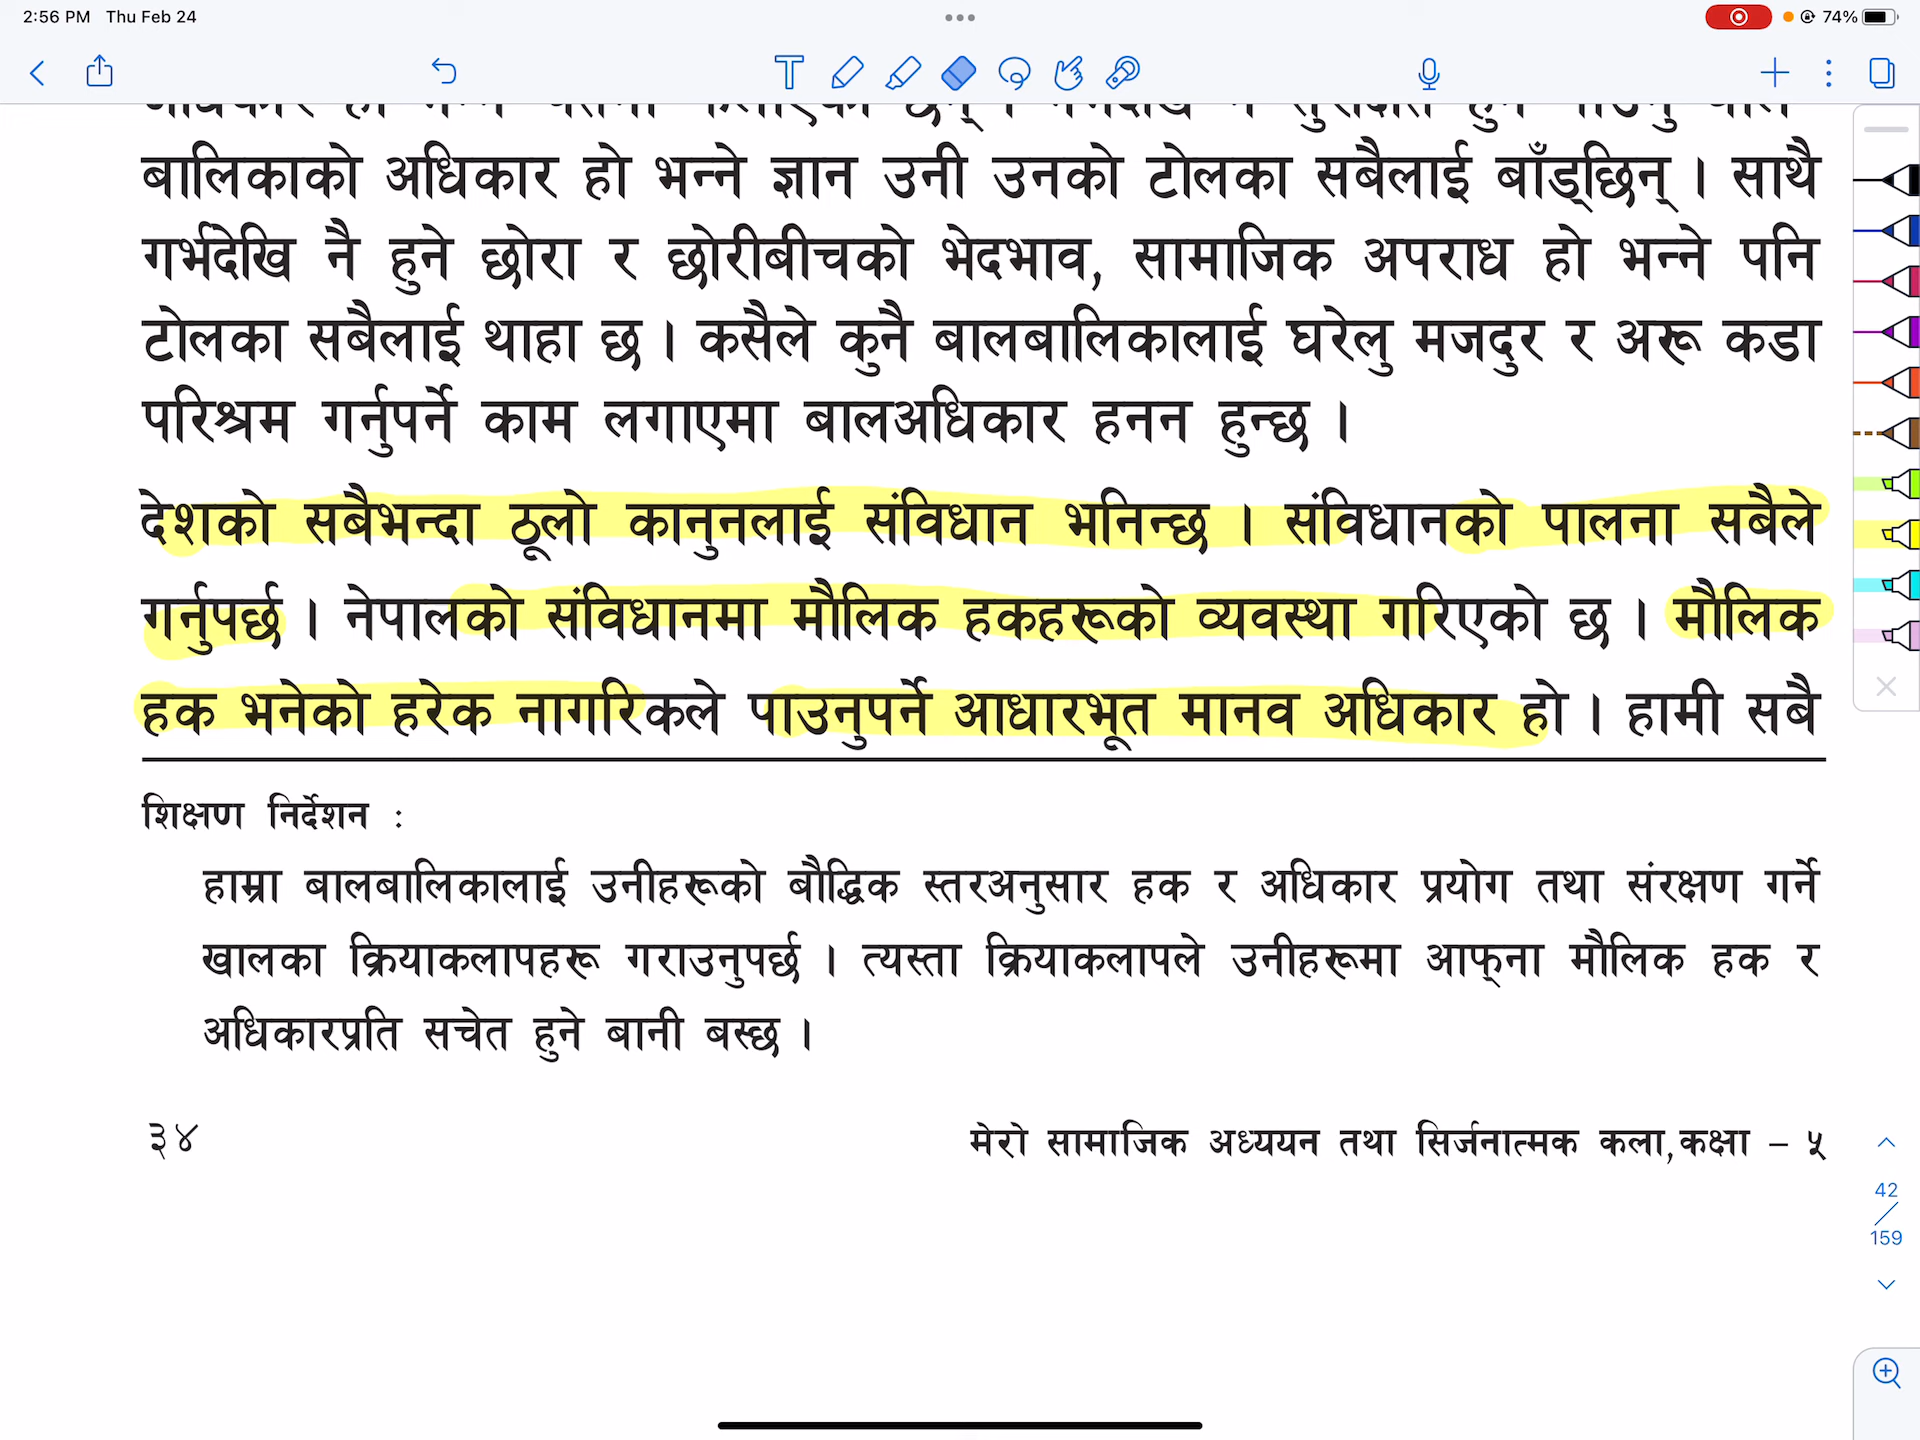 2:56 PM Thu Feb 24
74%
बालिकाको अधिकार हो भन्ने ज्ञान उनी उनको टोलका सबैलाई बाँड्छिन् । साथै
गर्भदेखि नै हुने छोरा र छोरीबीचको भेदभाव, सामाजिक अपराध हो भन्ने पनि
टोलका सबैलाई थाहा छ । कसैले कुनै बालबालिकालाई घरेलु मजदुर र अरू कडा
परिश्रम गर्नुपर्ने काम लगाएमा बालअधिकार हनन हुन्छ ।
देशको सबैभन्दा ठूलो कानुनलाई संविधान भनिन्छ । संविधानको पालना सबैले
गर्नुपर्छ । नेपालको संविधानमा मौलिक हकहरूको व्यवस्था गरिएको छ । मौलिक
हक भनेको हरेक नागरिकले पाउनुपर्ने आधारभूत मानव अधिकार हो । हामी सबै
शिक्षण निर्देशन :
हाम्रा बालबालिकालाई उनीहरूको बौद्धिक स्तरअनुसार हक र अधिकार प्रयोग तथा संरक्षण गर्ने
खालका क्रियाकलापहरू गराउनुपर्छ । त्यस्ता क्रियाकलापले उनीहरूमा आफ्ना मौलिक हक र
अधिकारप्रति सचेत हुने बानी बस्छ ।
३४ मेरो सामाजिक अध्ययन तथा सिर्जनात्मक कला,कक्षा – ५
42
159